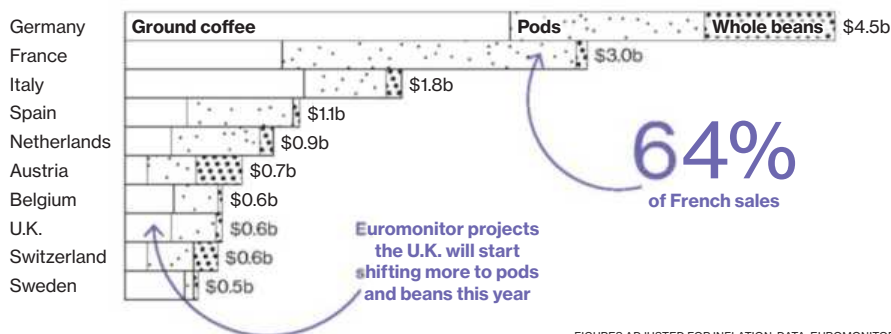 Germany Ground coffee Pods Whole beans $4.5b
France $3.0b
Italy $1.8b
Spain $1.1b
Netherlands $0.9b
Austria $0.7b
Belgium $0.6b
U.K. $0.6b
Switzerland $0.6b
Sweden $0.5b
64%
of French sales
Euromonitor projects
the U.K. will start
shifting more to pods
and beans this year
FIGURES ADJUSTED FOR INFLATION. DATA: EUROMONITOR